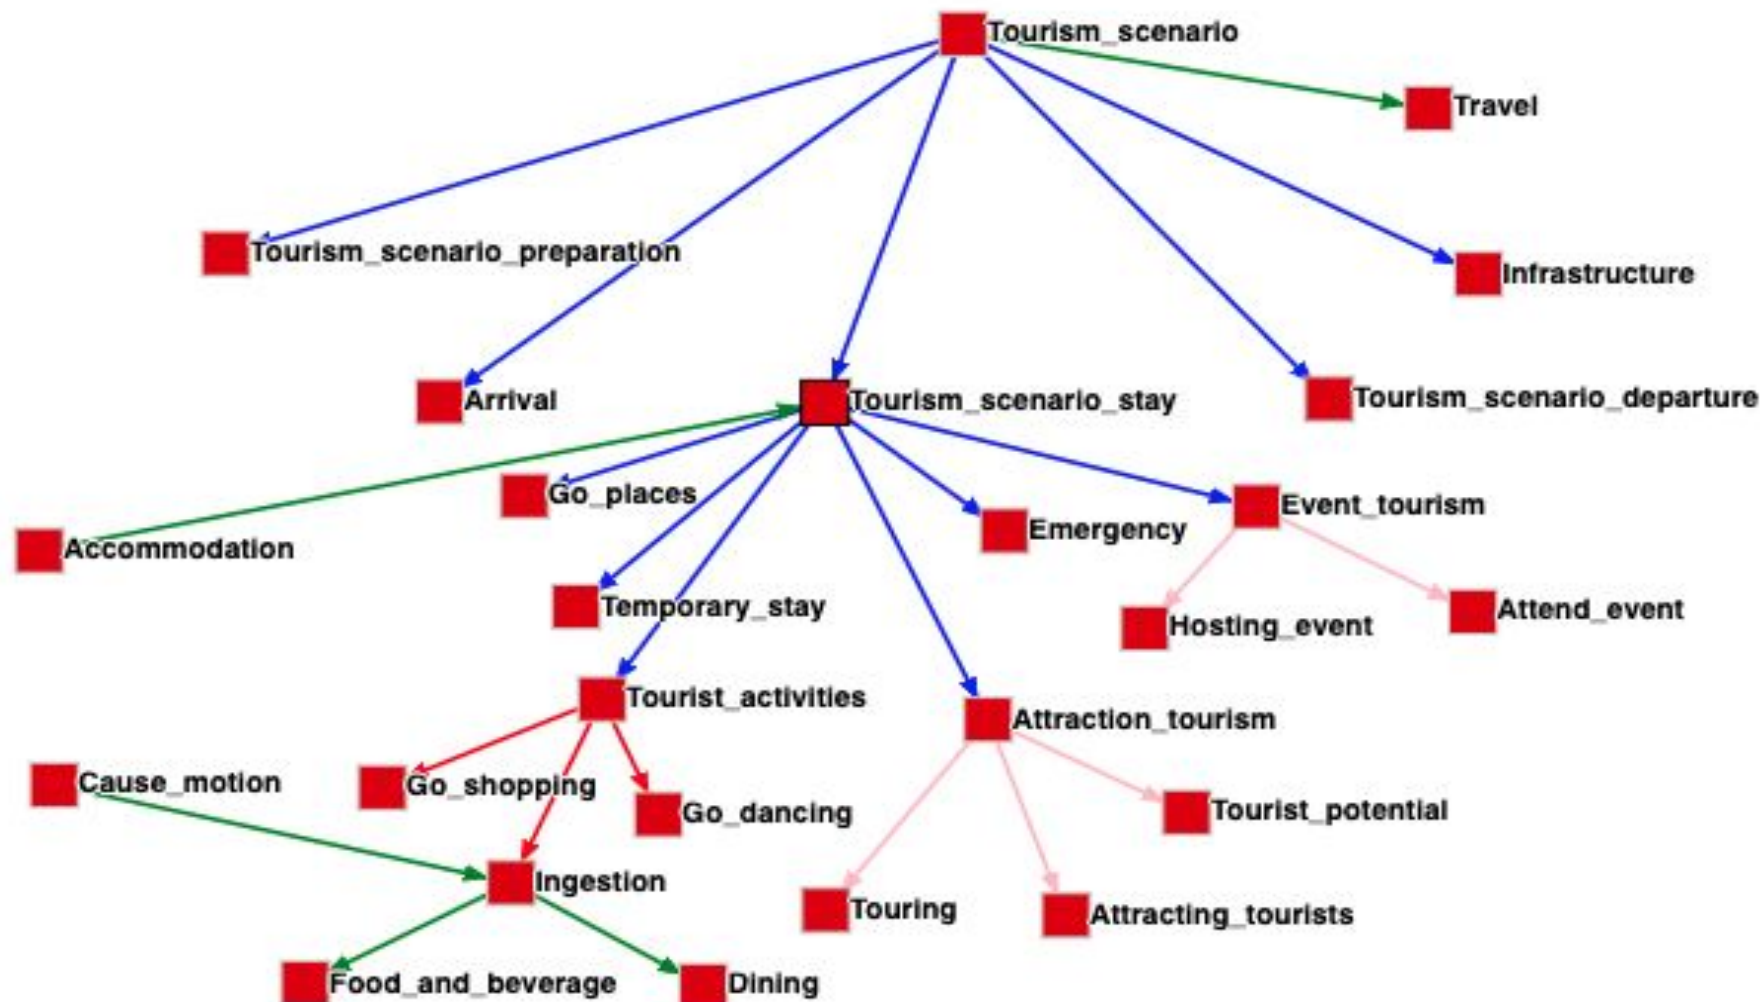 Tourism_scenario
Travel
Tourism_scenario_preparation
Infrastructure
Arrival
Tourism_scenario_stay
Tourism_scenario_departure
Go_places
Event_tourism
Emergency
Accommodation
Temporary_stay
Hosting_event
Attend_event
Tourist_activities
Attraction_tourism
Cause_motion
Go_shopping
Go_dancing
Tourist_potential
Ingestion
Touring
Attracting_tourists
Food_and_beverage
Dining